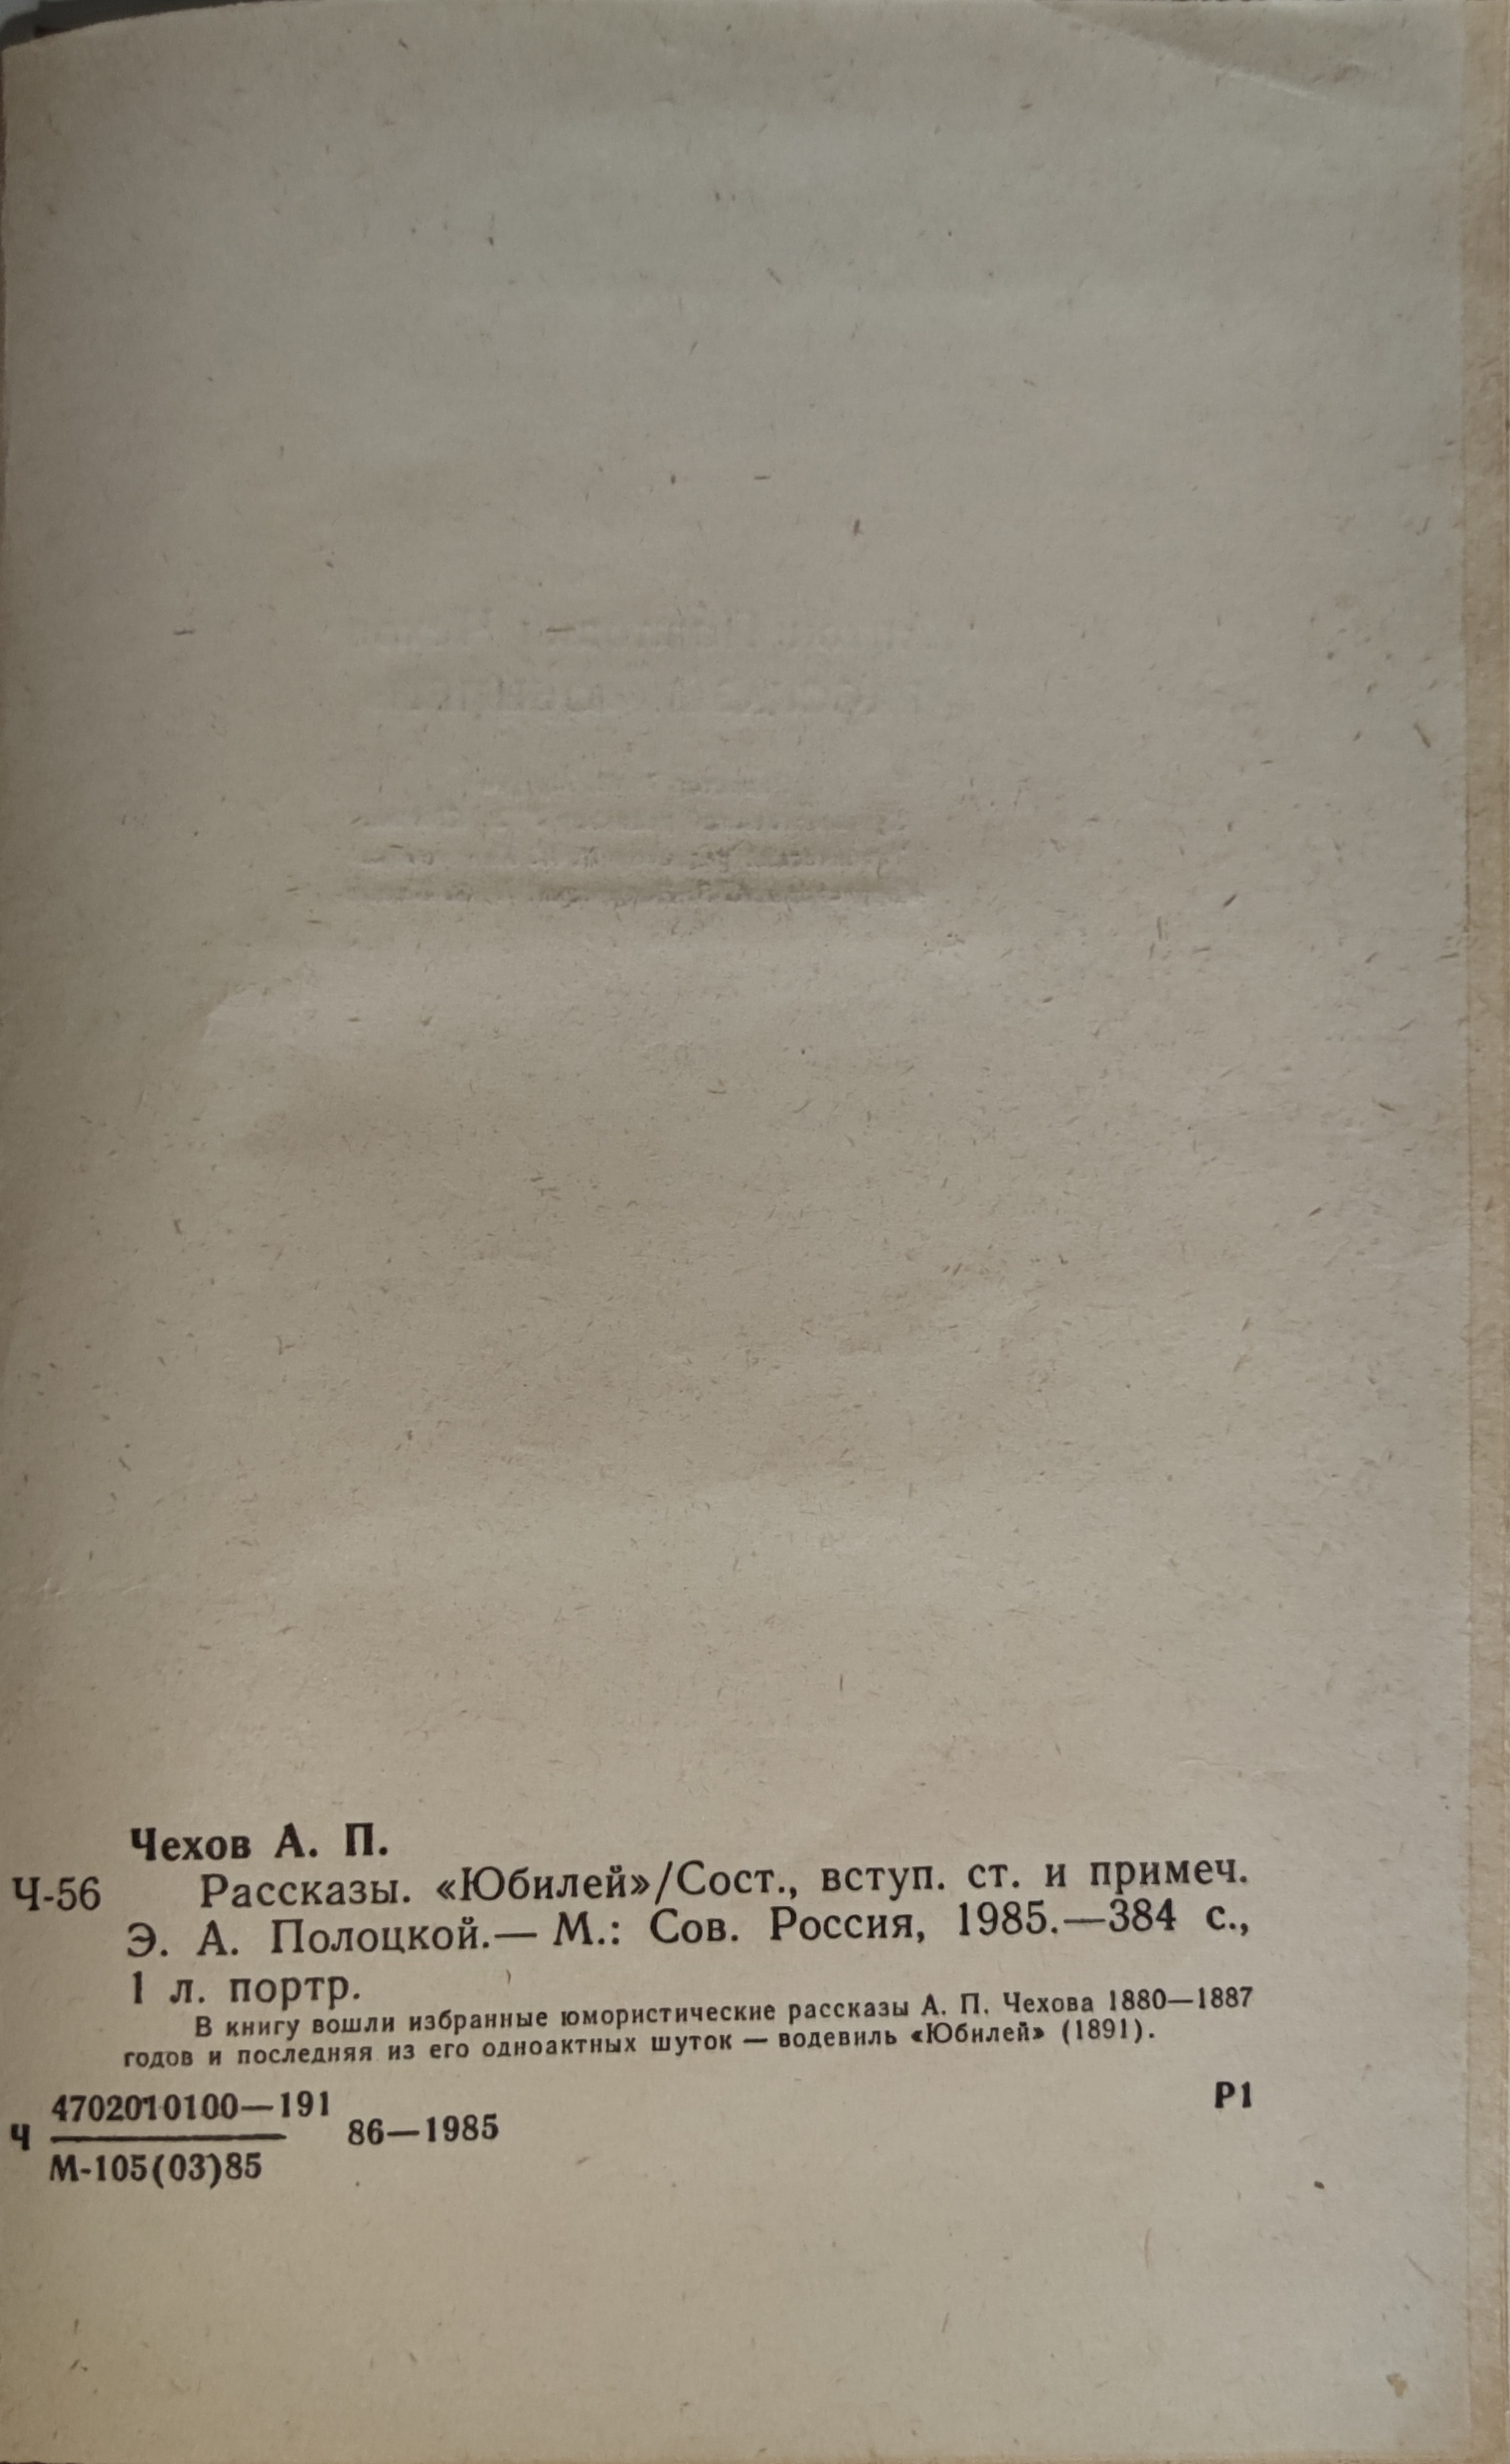 Чехов А. П.
Ч-56 Рассказы. «Юбилей»/Сост., вступ. ст. и примеч.
Э. А. Полоцкой.— М.: Сов. Россия, 1985.—384 с.,
1 л. портр.
В книгу вошли избранные юмористические рассказы А. П. Чехова 1880—1887
годов и последняя из его одноактных шуток — водевиль «Юбилей» (1891).
4702010100—191
Ч 86—1985 Р1
М-105(03)85